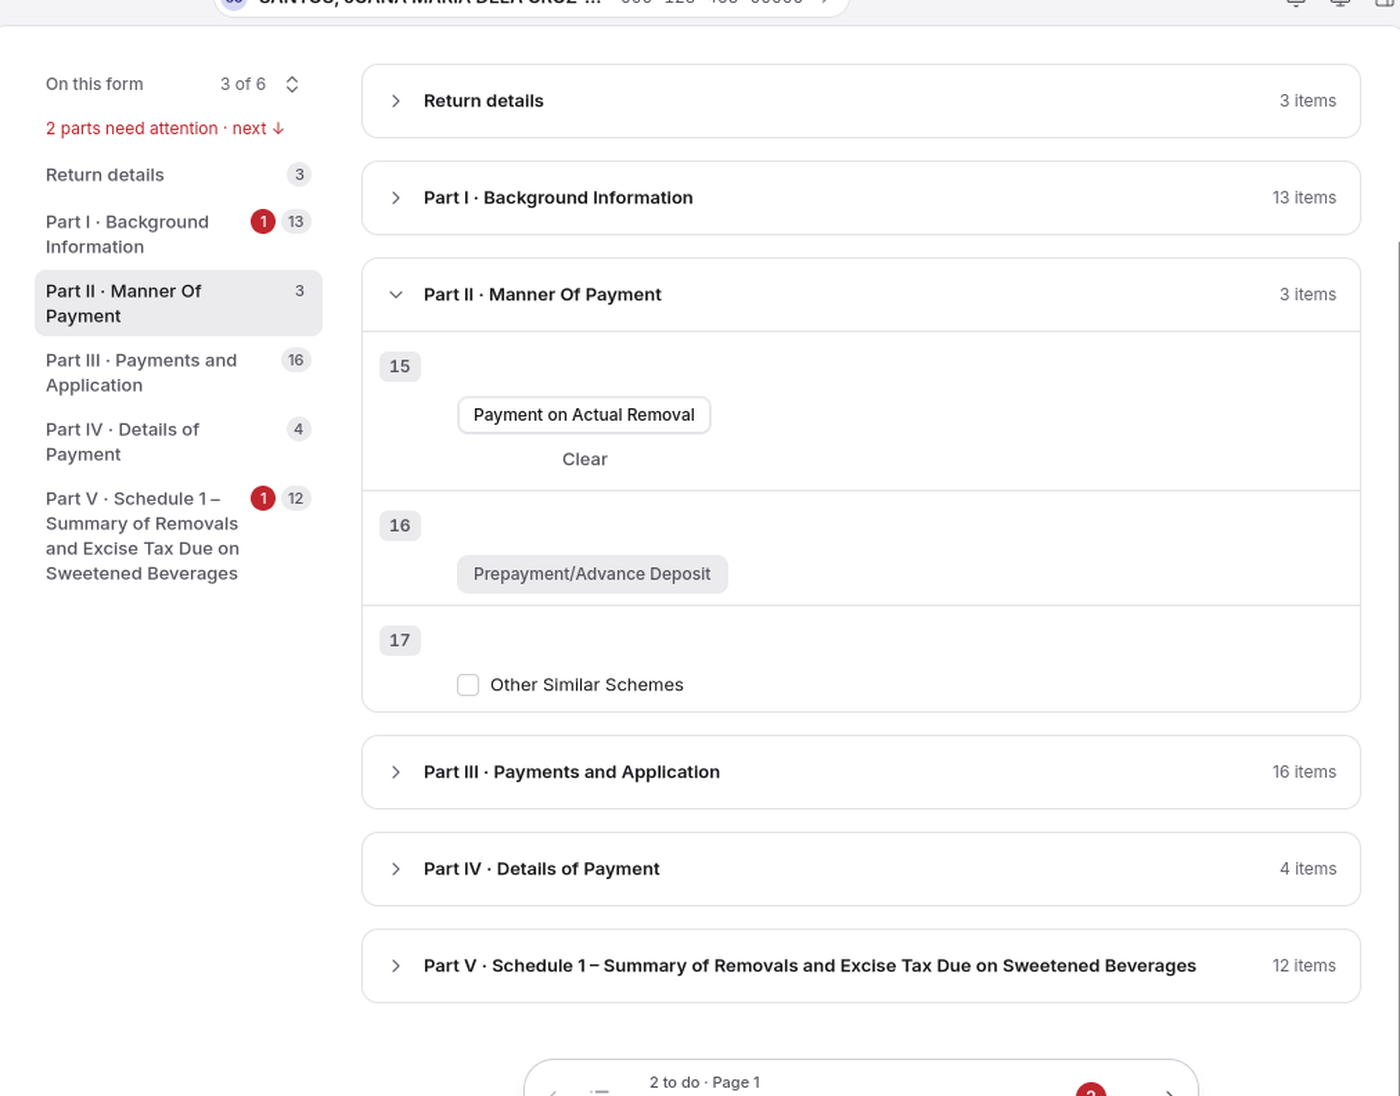 On this form 3 of 6
2 parts need attention · next ↓
Return details 3
Part I · Background 1 13
Information
Part II · Manner Of 3
Payment
Part III · Payments and 16
Application
Part IV · Details of 4
Payment
Part V · Schedule 1 – 1 12
Summary of Removals
and Excise Tax Due on
Sweetened Beverages
Return details 3 items
Part I · Background Information 13 items
Part II · Manner Of Payment 3 items
15
Payment on Actual Removal
Clear
16
Prepayment/Advance Deposit
17
Other Similar Schemes
Part III · Payments and Application 16 items
Part IV · Details of Payment 4 items
Part V · Schedule 1 – Summary of Removals and Excise Tax Due on Sweetened Beverages 12 items
2 to do · Page 1